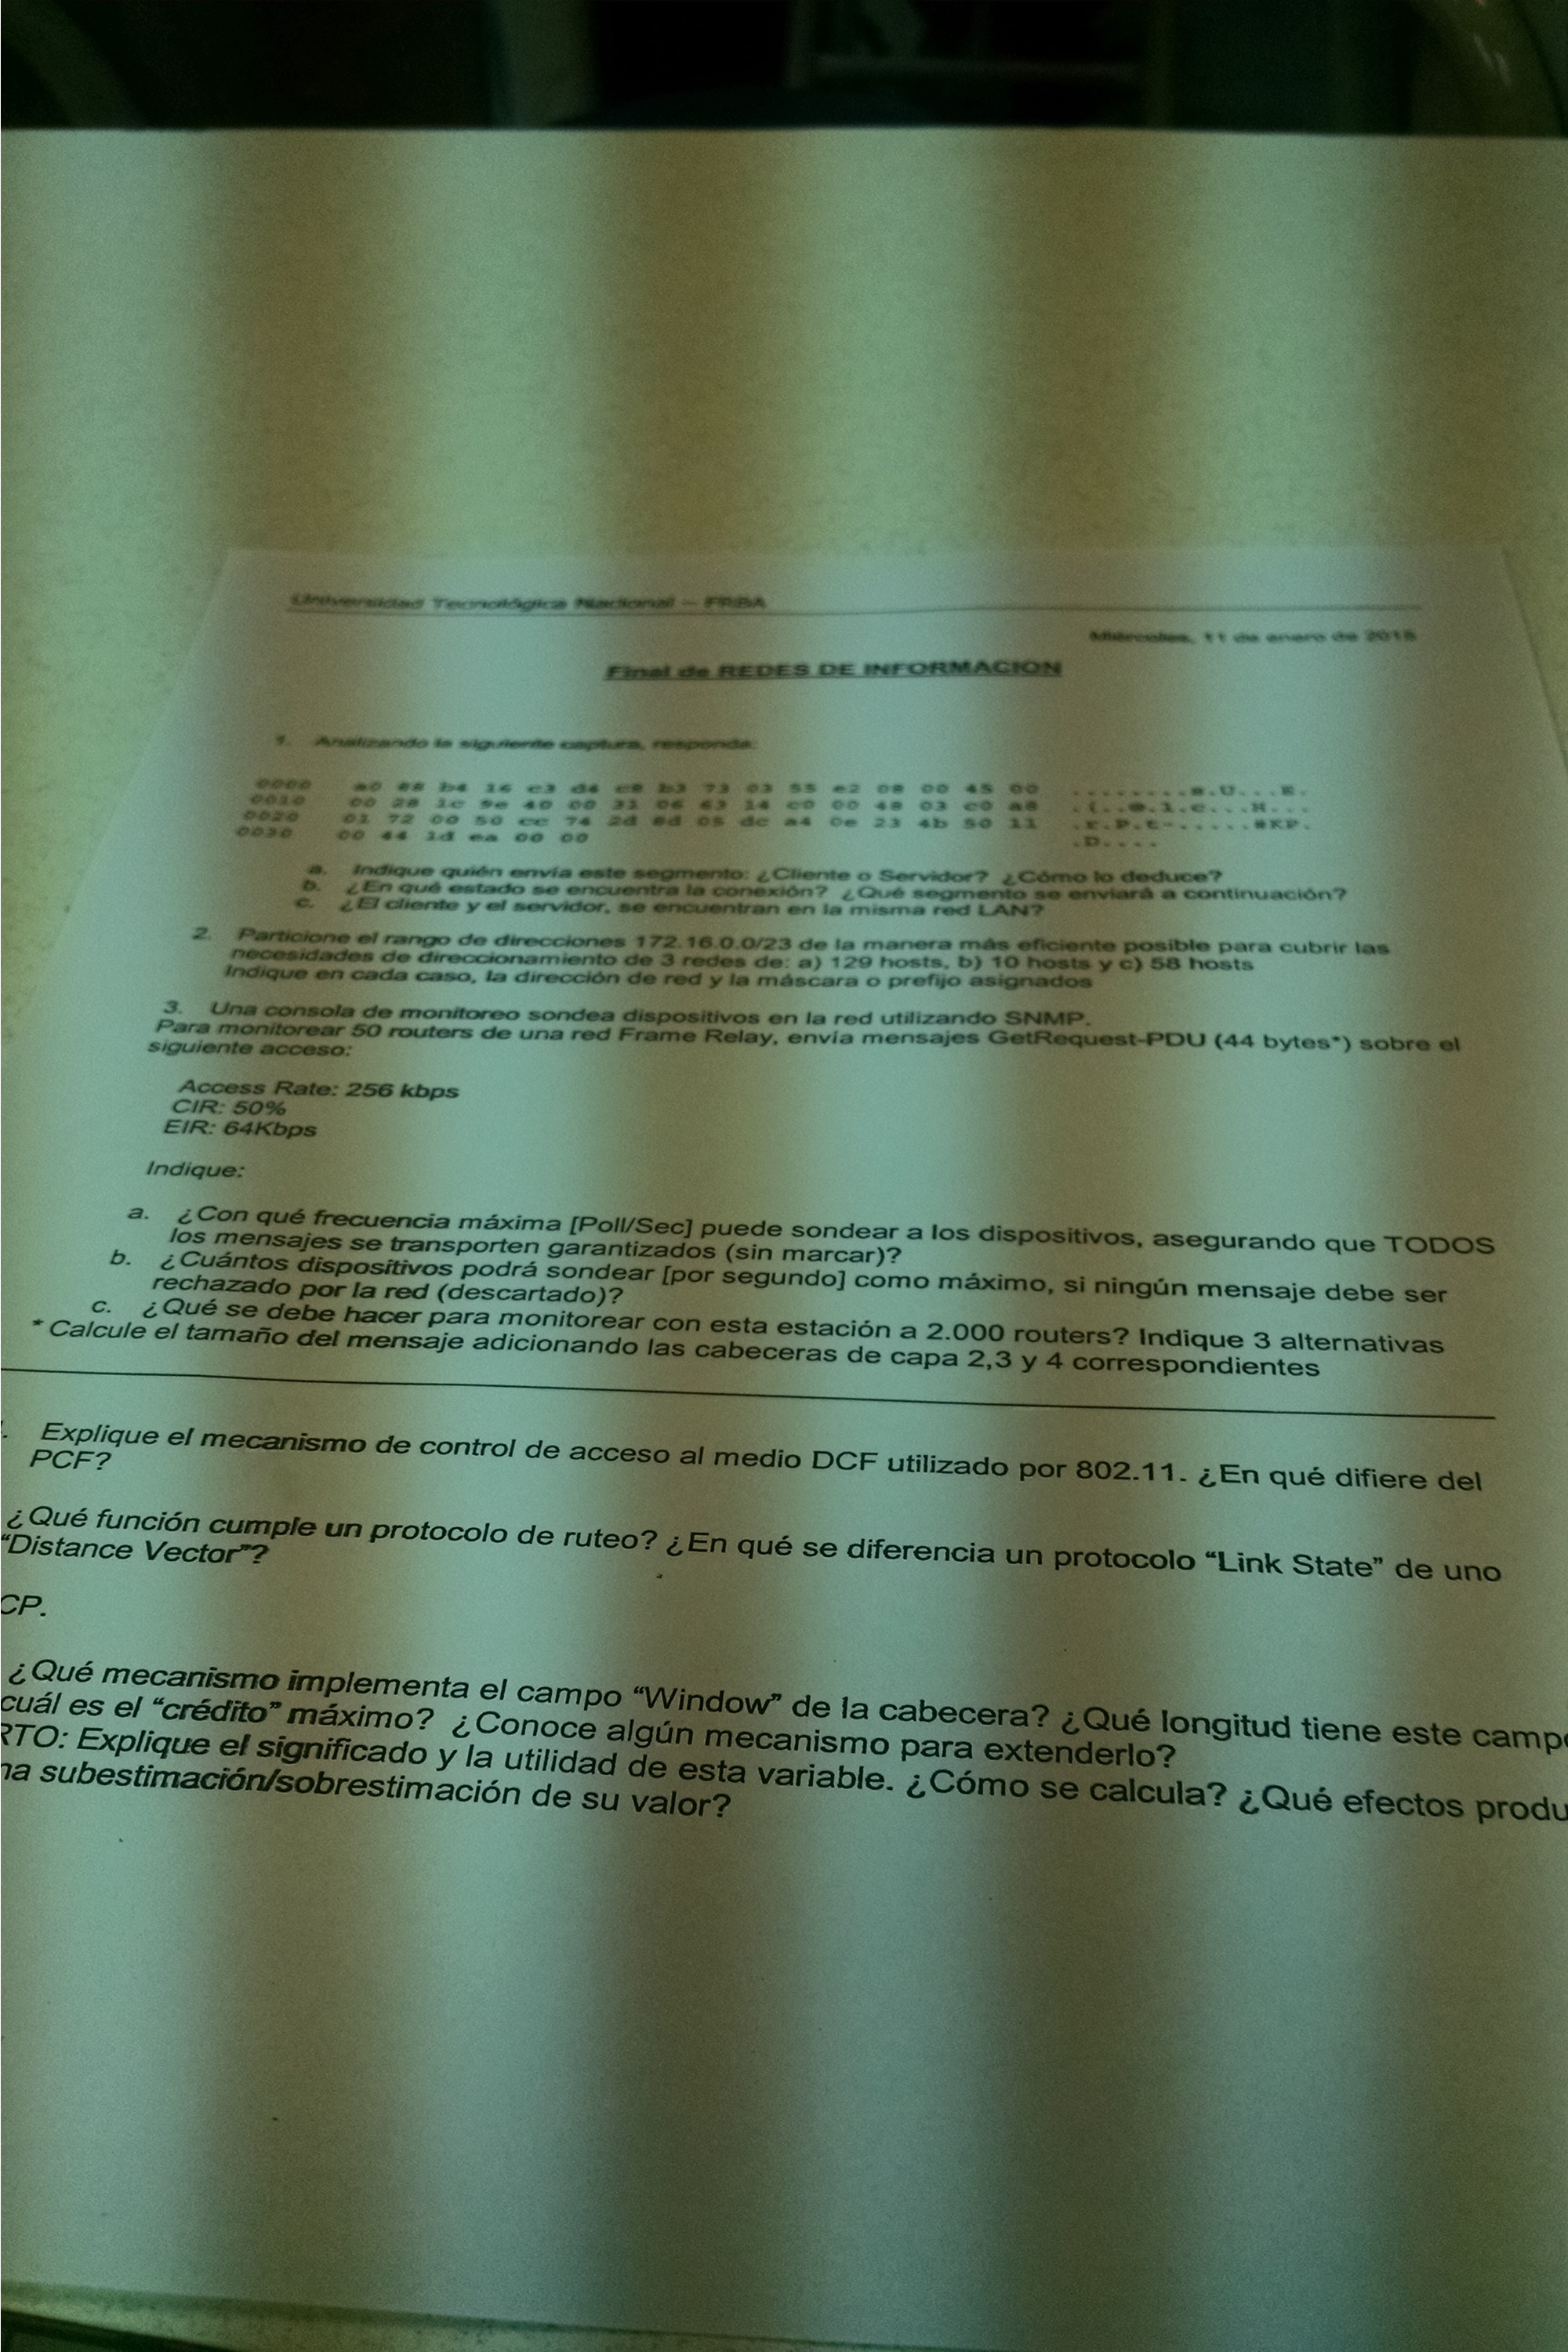 Universidad Tecnológica Nacional – FRBA
Miércoles, 11 de enero de
Final de REDES DE INFORMACION
1. Analizando la siguiente captura, responda:
0000 b4 16 c3 d4 c8 b3 73 03 55 e2 08 00 45 00
0010 00 28 1c 9e 40 00 31 06 63 14 c0 00 48 03 c0 a8
0020 01 72 00 50 cc 74 2d 8d 05 dc a4 0e 23 4b 50 11
0030 00 44 1d ea 00 00
a. Indique quién envía este segmento: ¿Cliente o Servidor? ¿Cómo lo deduce?
b. ¿En qué estado se encuentra la conexión? ¿Qué segmento se enviará a continuación?
c. ¿El cliente y el servidor, se encuentran en la misma red LAN?
2. Particione el rango de direcciones 172.16.0.0/23 de la manera más eficiente posible para cubrir las
necesidades de direccionamiento de 3 redes de: a) 129 hosts, b) 10 hosts y c) 58 hosts
Indique en cada caso, la dirección de red y la máscara o prefijo asignados
3. Una consola de monitoreo sondea dispositivos en la red utilizando SNMP.
Para monitorear 50 routers de una red Frame Relay, envía mensajes GetRequest-PDU (44 bytes*) sobre el
siguiente acceso:
Access Rate: 256 kbps
CIR: 50%
EIR: 64Kbps
Indique:
a. ¿Con qué frecuencia máxima [Poll/Sec] puede sondear a los dispositivos, asegurando que TODOS
los mensajes se transporten garantizados (sin marcar)?
b. ¿Cuántos dispositivos podrá sondear [por segundo] como máximo, si ningún mensaje debe ser
rechazado por la red (descartado)?
c. ¿Qué se debe hacer para monitorear con esta estación a 2.000 routers? Indique 3 alternativas
* Calcule el tamaño del mensaje adicionando las cabeceras de capa 2,3 y 4 correspondientes
. Explique el mecanismo de control de acceso al medio DCF utilizado por 802.11. ¿En qué difiere del
PCF?
¿Qué función cumple un protocolo de ruteo? ¿En qué se diferencia un protocolo “Link State” de uno
“Distance Vector”?
CP.
¿Qué mecanismo implementa el campo “Window” de la cabecera? ¿Qué longitud tiene este campo
cuál es el “crédito” máximo? ¿Conoce algún mecanismo para extenderlo?
RTO: Explique el significado y la utilidad de esta variable. ¿Cómo se calcula? ¿Qué efectos produ
na subestimación/sobrestimación de su valor?